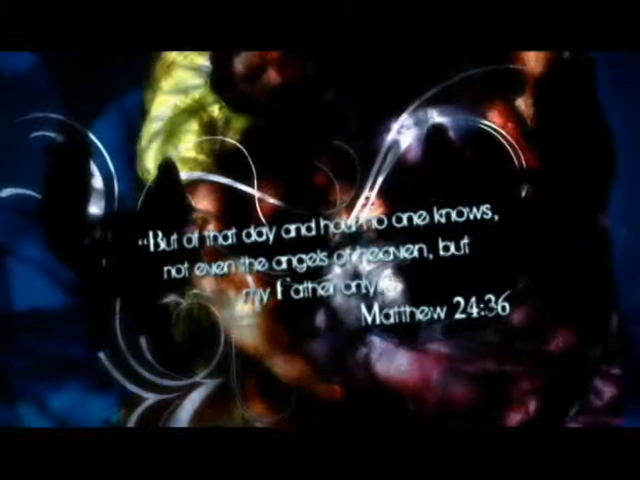 "But of that day and hour no one knows,
not even the angels of heaven, but
my Father only."
Matthew 24:36